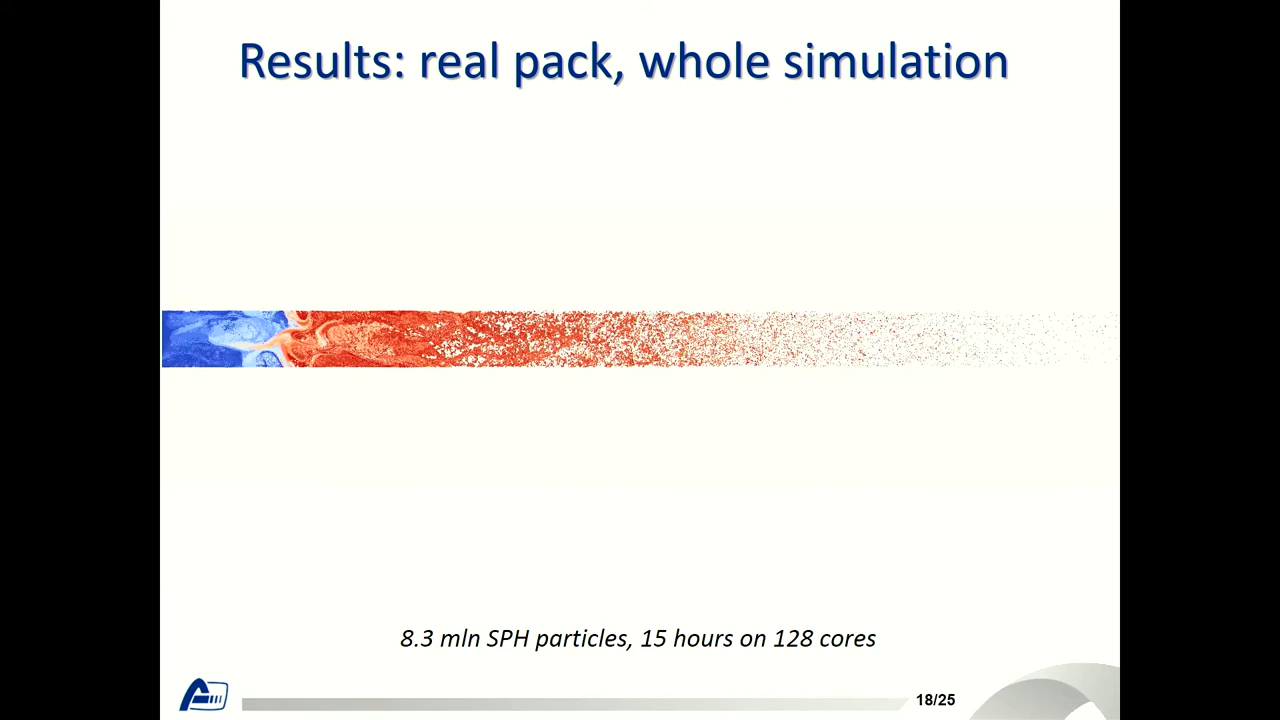 Results: real pack, whole simulation
8.3 mln SPH particles, 15 hours on 128 cores
18/25